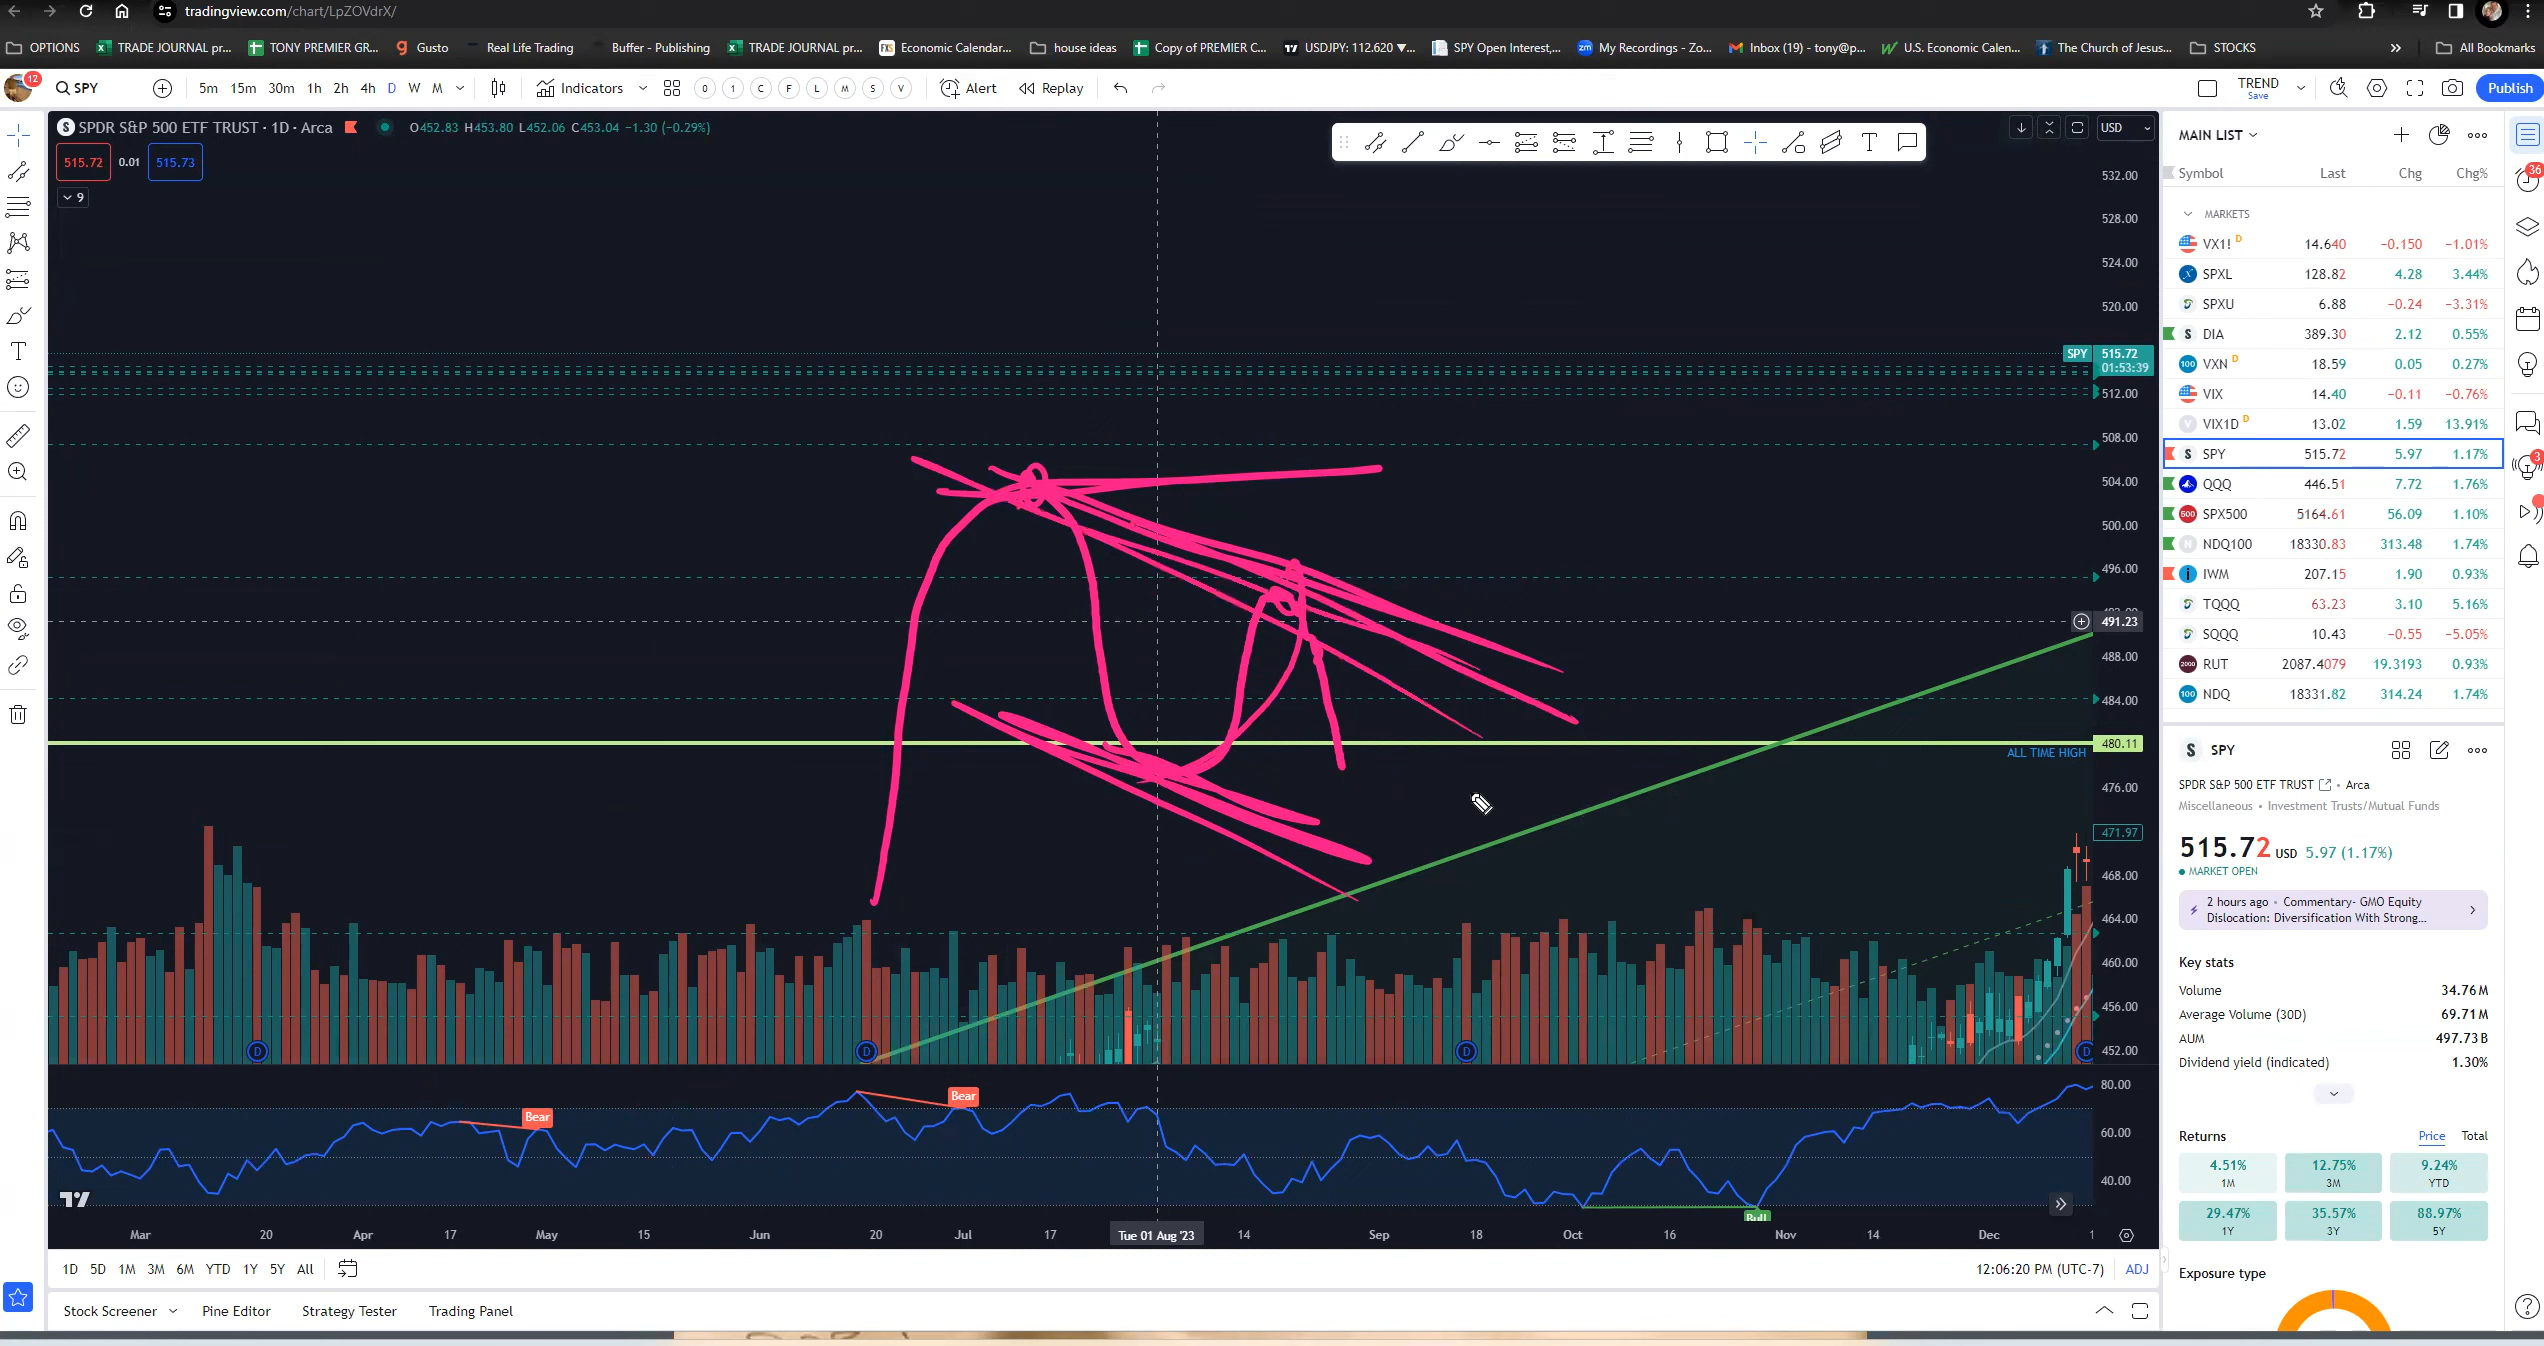 tradingview.com/chart/LpZOVdrX/
OPTIONS TRADE JOURNAL pr... TONY PREMIER GR... Gusto Real Life Trading Buffer - Publishing TRADE JOURNAL pr... Economic Calendar... house ideas Copy of PREMIER C... USDJPY: 112.620 ▼... SPY Open Interest,... My Recordings - Zo... Inbox (19) - tony@p... U.S. Economic Calen... The Church of Jesus... STOCKS » All Bookmarks
12 SPY 5m 15m 30m 1h 2h 4h D W M Indicators 0 1 C F L M S V Alert Replay TREND Save Publish
SPDR S&P 500 ETF TRUST · 1D · Arca O452.83 H453.80 L452.06 C453.04 −1.30 (−0.29%) USD
515.72 0.01 515.73
9
532.00
528.00
524.00
520.00
SPY 515.72
01:53:39
512.00
508.00
504.00
500.00
496.00
491.23
488.00
484.00
480.11
ALL TIME HIGH
476.00
471.97
468.00
464.00
460.00
456.00
452.00
D D D D
80.00
60.00
40.00
Bear Bear
Bull
Mar 20 Apr 17 May 15 Jun 20 Jul 17 Tue 01 Aug '23 14 Sep 18 Oct 16 Nov 14 Dec 1
1D 5D 1M 3M 6M YTD 1Y 5Y All 12:06:20 PM (UTC-7) ADJ
Stock Screener Pine Editor Strategy Tester Trading Panel
MAIN LIST
Symbol Last Chg Chg%
MARKETS
VX1! D 14.640 −0.150 −1.01%
SPXL 128.82 4.28 3.44%
SPXU 6.88 −0.24 −3.31%
DIA 389.30 2.12 0.55%
VXN D 18.59 0.05 0.27%
VIX 14.40 −0.11 −0.76%
VIX1D D 13.02 1.59 13.91%
SPY 515.72 5.97 1.17%
QQQ 446.51 7.72 1.76%
SPX500 5164.61 56.09 1.10%
NDQ100 18330.83 313.48 1.74%
IWM 207.15 1.90 0.93%
TQQQ 63.23 3.10 5.16%
SQQQ 10.43 −0.55 −5.05%
RUT 2087.4079 19.3193 0.93%
NDQ 18331.82 314.24 1.74%
SPY
SPDR S&P 500 ETF TRUST • Arca
Miscellaneous • Investment Trusts/Mutual Funds
515.72 USD 5.97 (1.17%)
MARKET OPEN
2 hours ago • Commentary- GMO Equity
Dislocation: Diversification With Strong...
Key stats
Volume 34.76M
Average Volume (30D) 69.71M
AUM 497.73B
Dividend yield (indicated) 1.30%
Returns Price Total
4.51% 12.75% 9.24%
1M 3M YTD
29.47% 35.57% 88.97%
1Y 3Y 5Y
Exposure type
36
3